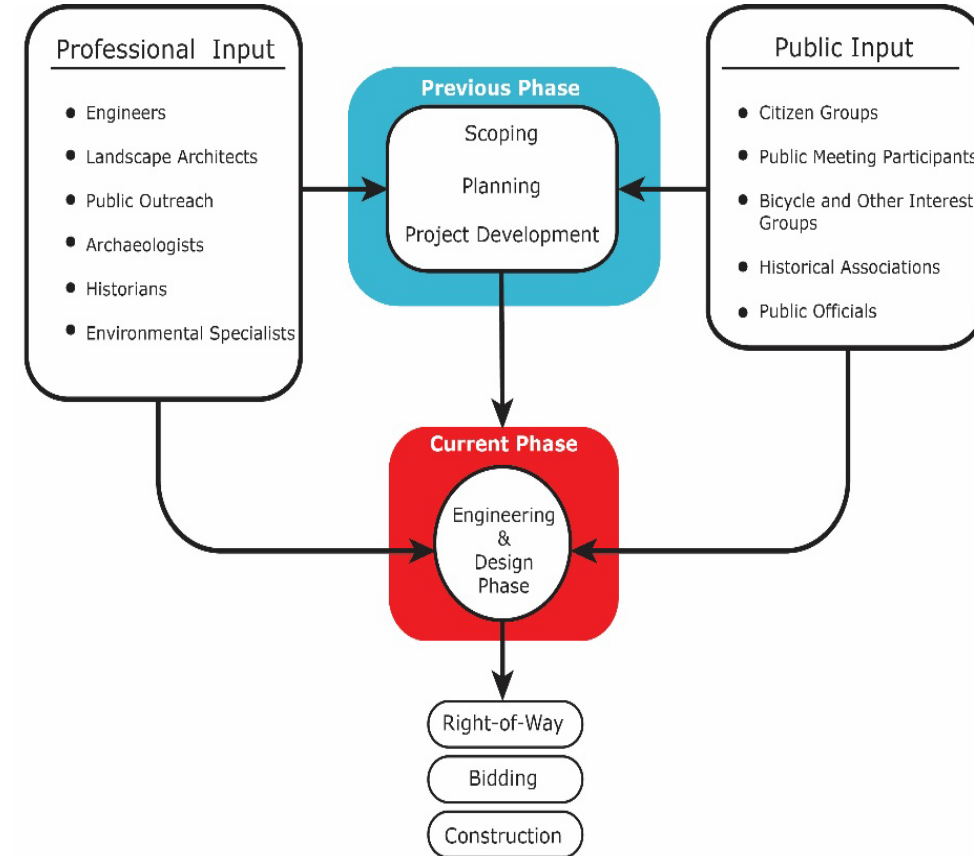 Professional Input
Engineers
Landscape Architects
Public Outreach
Archaeologists
Historians
Environmental Specialists
Previous Phase
Scoping
Planning
Project Development
Public Input
Citizen Groups
Public Meeting Participants
Bicycle and Other Interest
Groups
Historical Associations
Public Officials
Current Phase
Engineering
&
Design
Phase
Right-of-Way
Bidding
Construction